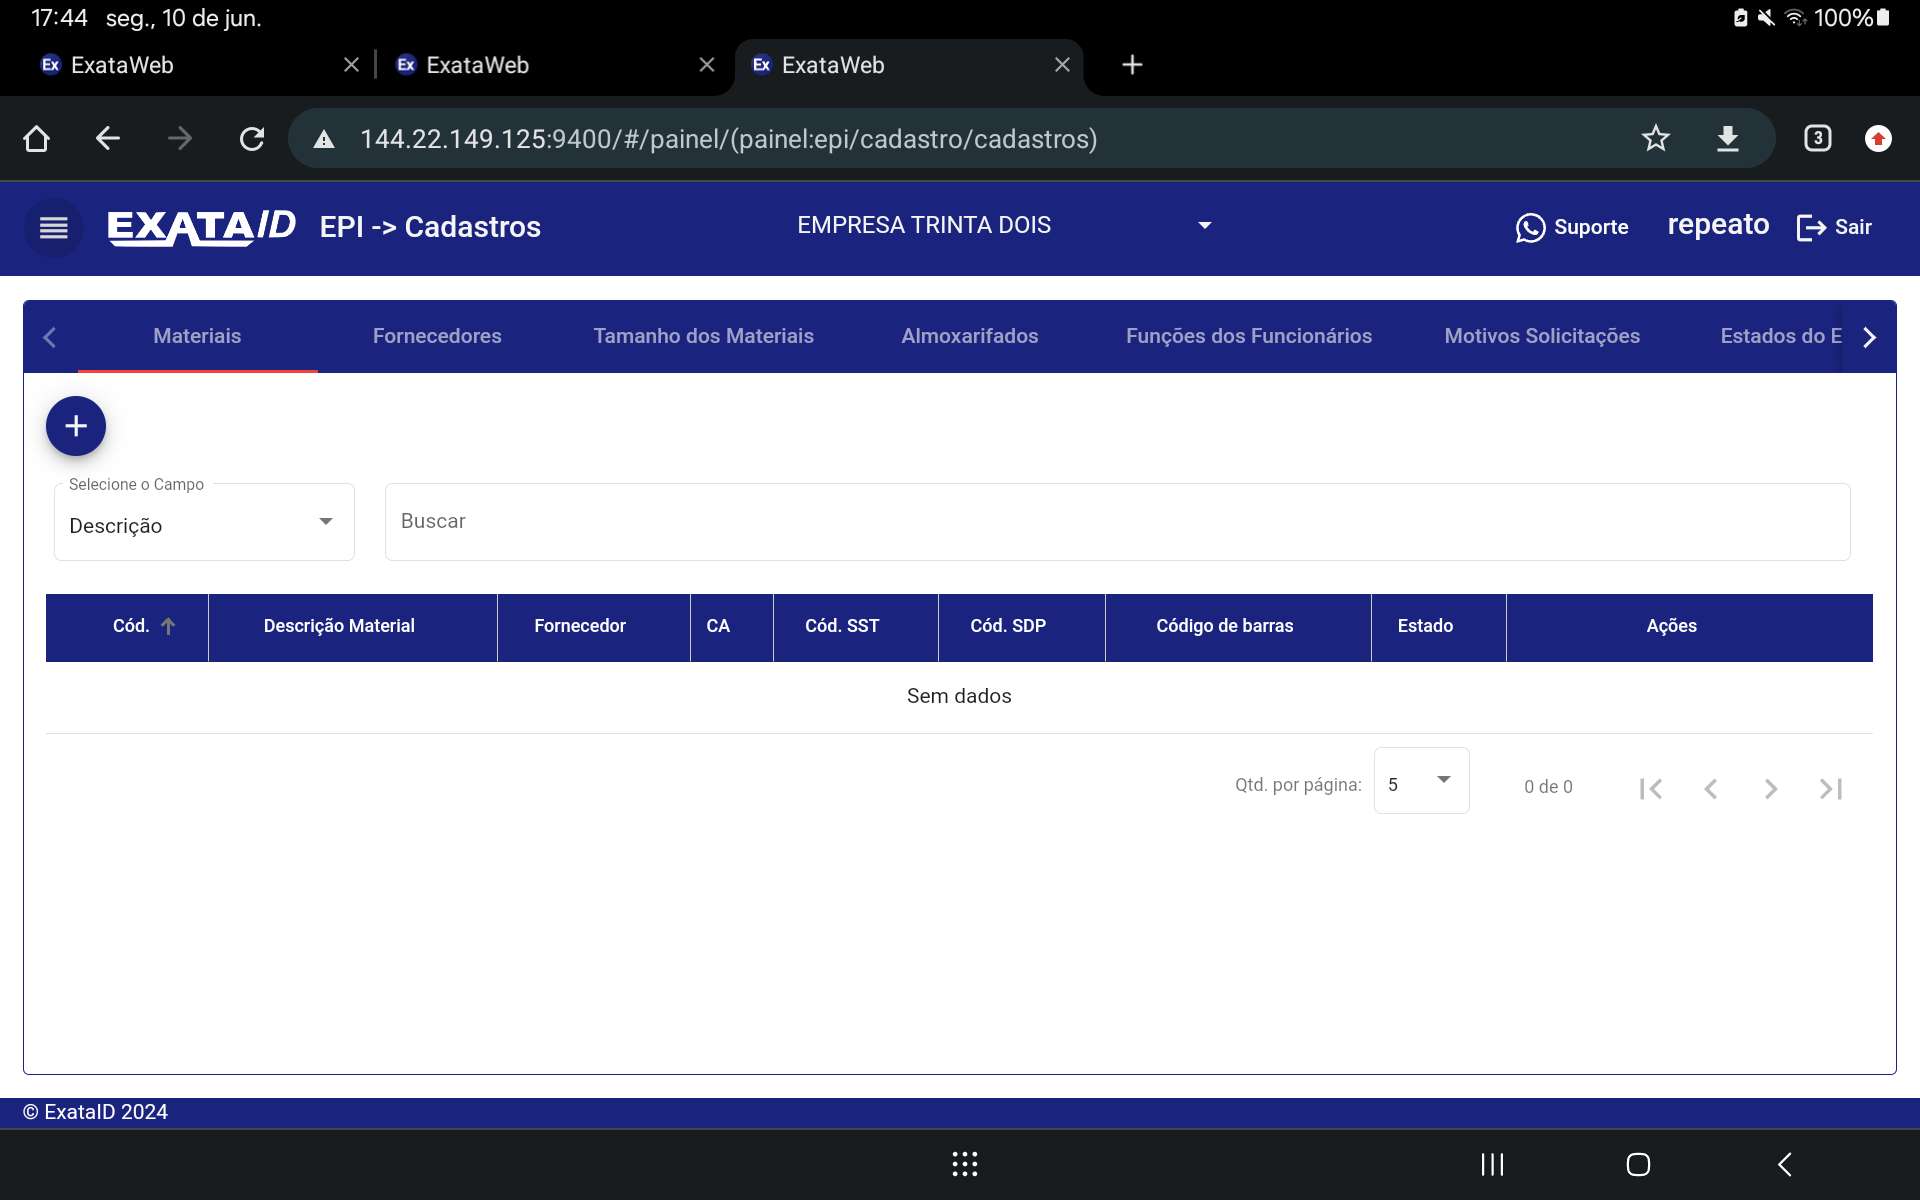 17:44 seg., 10 de jun. 100%
Ex ExataWeb Ex ExataWeb Ex ExataWeb
144.22.149.125:9400/#/painel/(painel:epi/cadastro/cadastros) 3
EXATAID EPI -> Cadastros EMPRESA TRINTA DOIS Suporte repeato Sair
Materiais Fornecedores Tamanho dos Materiais Almoxarifados Funções dos Funcionários Motivos Solicitações Estados do E
Selecione o Campo
Descrição Buscar
Cód. Descrição Material Fornecedor CA Cód. SST Cód. SDP Código de barras Estado Ações
Sem dados
Qtd. por página: 5 0 de 0
© ExataID 2024